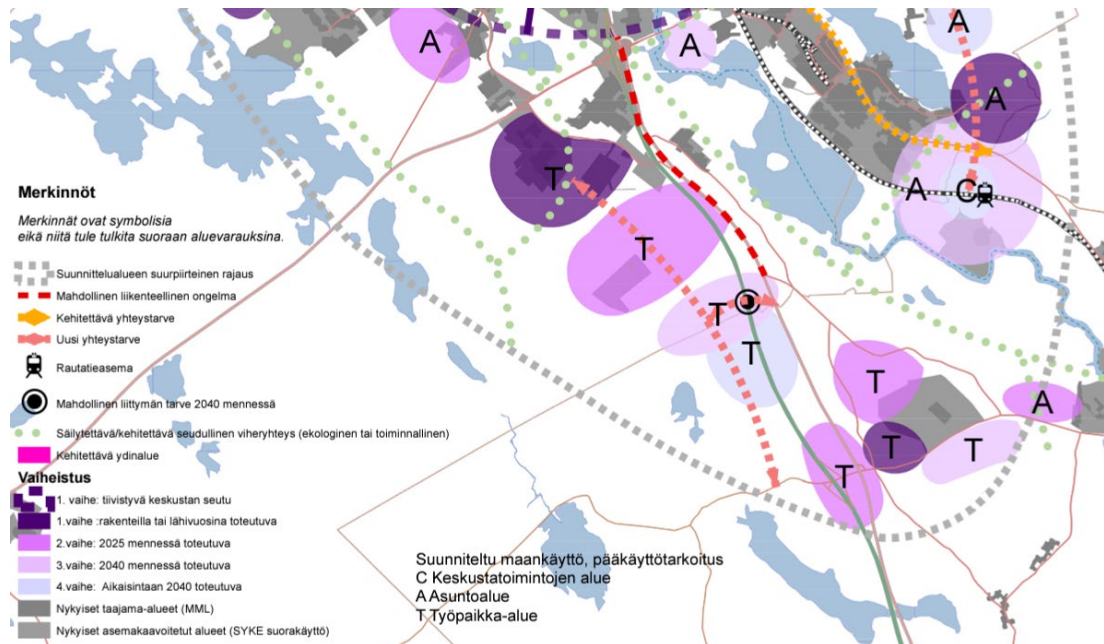 A
A
A
A
T
A
C
T
T
T
T
A
T
T
T
Merkinnöt
Merkinnät ovat symbolisia
eikä niitä tule tulkita suoraan aluevarauksina.
Suunnittelualueen suurpiirteinen rajaus
Mahdollinen liikenteellinen ongelma
Kehitettävä yhteystarve
Uusi yhteystarve
Rautatieasema
Mahdollinen liittymän tarve 2040 mennessä
Säilytettävä/kehitettävä seudullinen viheryhteys (ekologinen tai toiminnallinen)
Kehitettävä ydinalue
Vaiheistus
1. vaihe: tiivistyvä keskustan seutu
1.vaihe :rakenteilla tai lähivuosina toteutuva
2.vaihe: 2025 mennessä toteutuva
3.vaihe: 2040 mennessä toteutuva
4.vaihe: Aikaisintaan 2040 toteutuva
Nykyiset taajama-alueet (MML)
Nykyiset asemakaavoitetut alueet (SYKE suorakäyttö)
Suunniteltu maankäyttö, pääkäyttötarkoitus
C Keskustatoimintojen alue
A Asuntoalue
T Työpaikka-alue